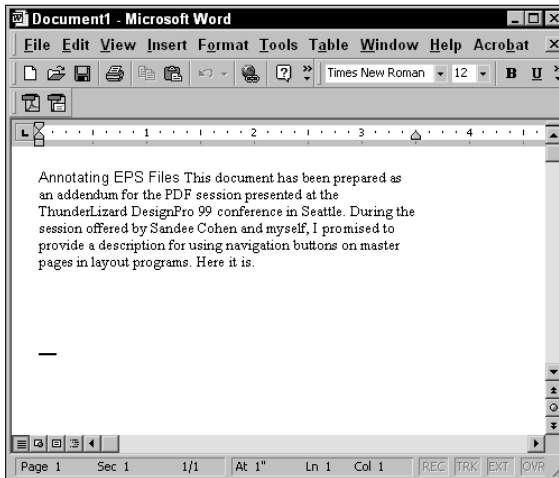 Document1 - Microsoft Word
File Edit View Insert Format Tools Table Window Help Acrobat
Times New Roman 12 B U
1 2 3 4
Annotating EPS Files This document has been prepared as
an addendum for the PDF session presented at the
ThunderLizard DesignPro 99 conference in Seattle. During the
session offered by Sandee Cohen and myself, I promised to
provide a description for using navigation buttons on master
pages in layout programs. Here it is.
Page 1 Sec 1 1/1 At 1" Ln 1 Col 1 REC TRK EXT OVR